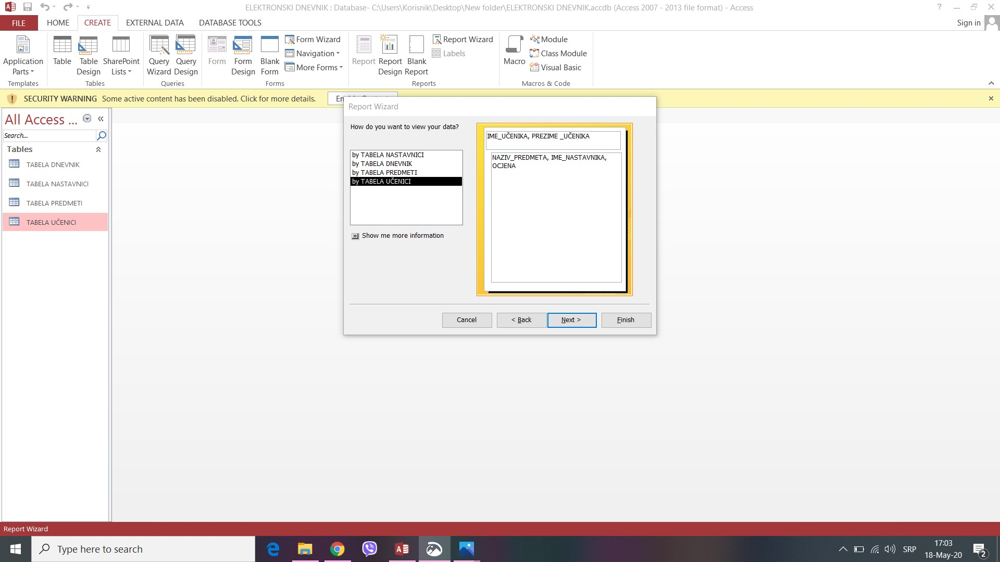 ELEKTRONSKI DNEVNIK : Database- C:\Users\Korisnik\Desktop\New folder\ELEKTRONSKI DNEVNIK.accdb (Access 2007 - 2013 file format) - Access
?
FILE HOME CREATE EXTERNAL DATA DATABASE TOOLS Sign in
Application Parts
Table
Table Design
SharePoint Lists
Query Wizard
Query Design
Form
Form Design
Blank Form
Form Wizard
Navigation
More Forms
Report
Report Design
Blank Report
Report Wizard
Labels
Macro
Module
Class Module
Visual Basic
Templates Tables Queries Forms Reports Macros & Code
SECURITY WARNING Some active content has been disabled. Click for more details.
All Access ...
Search...
Tables
TABELA DNEVNIK
TABELA NASTAVNICI
TABELA PREDMETI
TABELA UČENICI
Report Wizard
How do you want to view your data?
by TABELA NASTAVNICI
by TABELA DNEVNIK
by TABELA PREDMETI
by TABELA UČENICI
Show me more information
IME_UČENIKA, PREZIME _UČENIKA
NAZIV_PREDMETA, IME_NASTAVNIKA,
OCJENA
Cancel < Back Next > Finish
Report Wizard
Type here to search
SRP
17:03
18-May-20
2